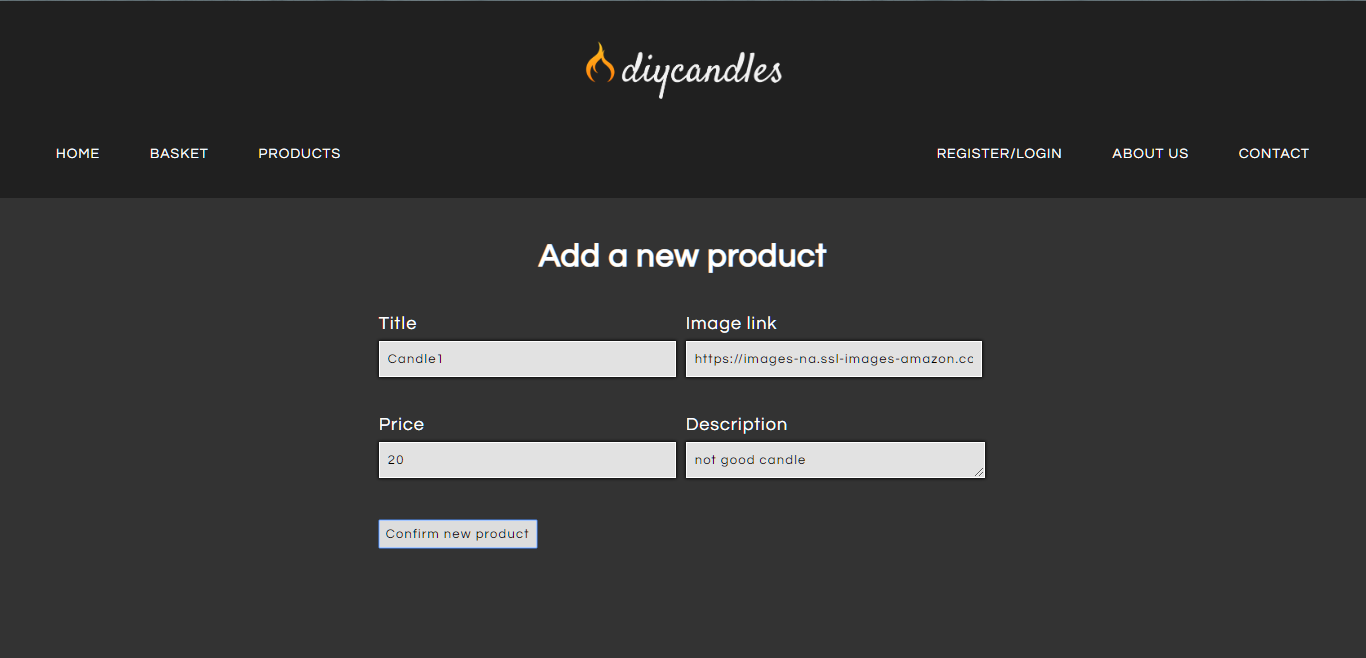 diycandles
HOME BASKET PRODUCTS REGISTER/LOGIN ABOUT US CONTACT
Add a new product
Title Image link
Candle1 https://images-na.ssl-images-amazon.cc
Price Description
20 not good candle
Confirm new product